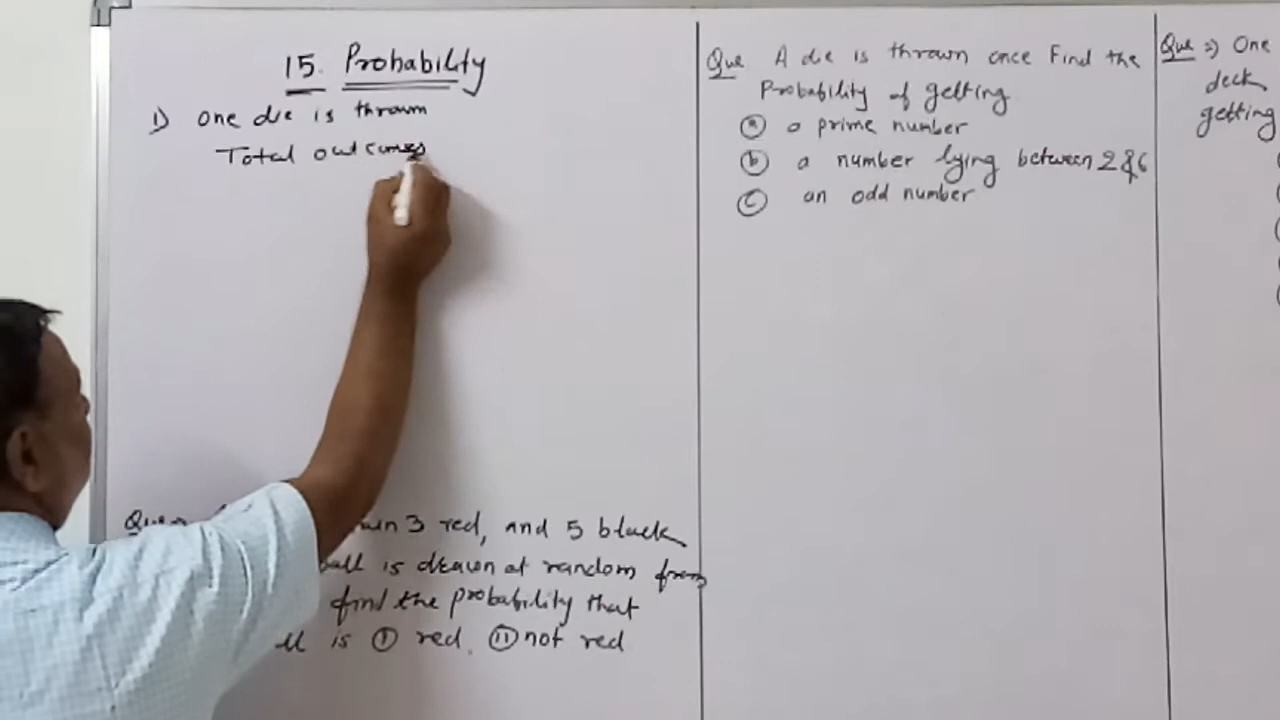 15. Probability
1) one die is thrown
Total outcomes
Que 3 red, and 5 black
ball is drawn at random from
find the probability that
is (I) red. (II) not red
Que A die is thrown once Find the
Probability of getting
(a) a prime number
(b) a number lying between 2 & 6
(c) an odd number
Que => One
deck
getting